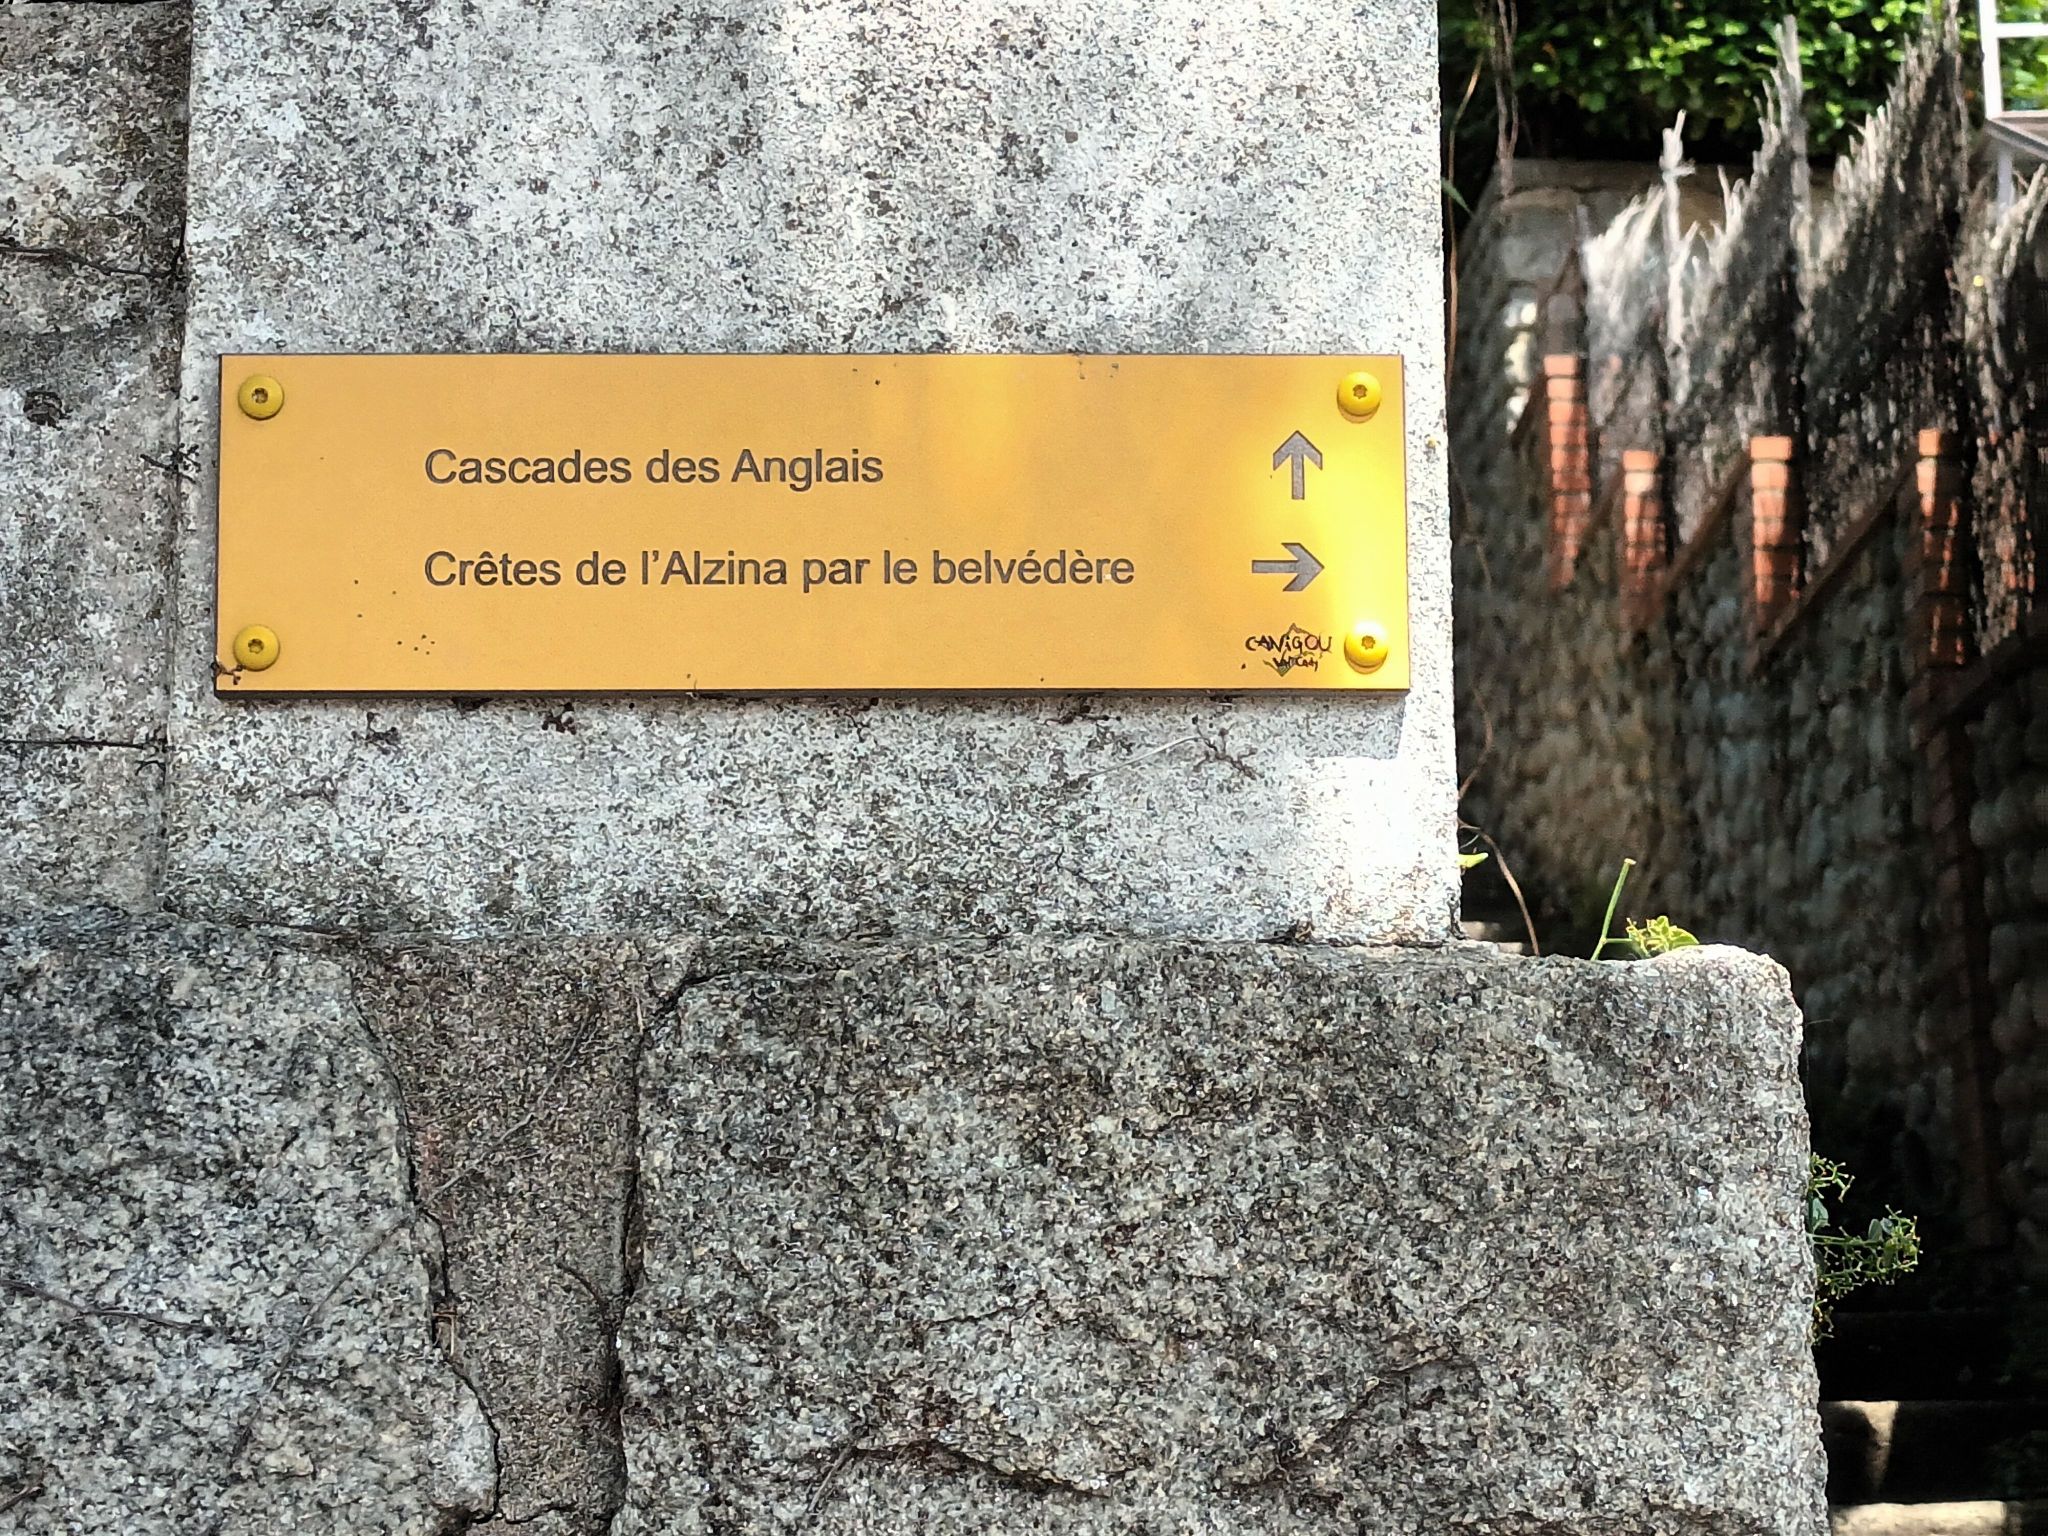 Cascades des Anglais
Crêtes de l'Alzina par le belvédère
CANiGOU